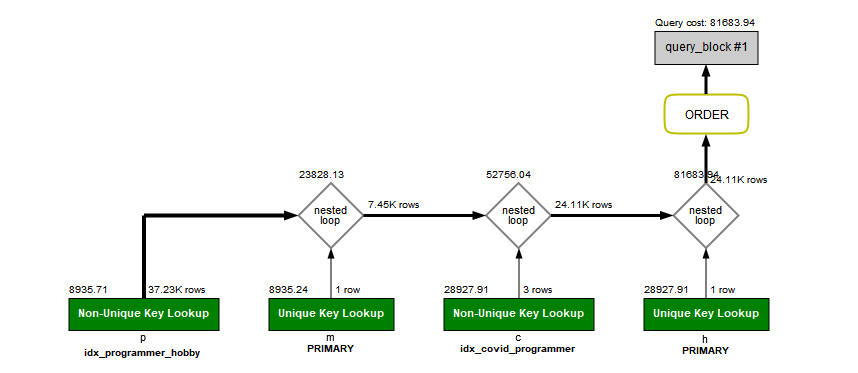 Query cost: 81683.94
query_block #1
ORDER
23828.13
52756.04
81683.94
24.11K rows
nested
loop
7.45K rows
nested
loop
24.11K rows
nested
loop
8935.71
37.23K rows
8935.24
1 row
28927.91
3 rows
28927.91
1 row
Non-Unique Key Lookup
Unique Key Lookup
Non-Unique Key Lookup
Unique Key Lookup
p
m
c
h
idx_programmer_hobby
PRIMARY
idx_covid_programmer
PRIMARY